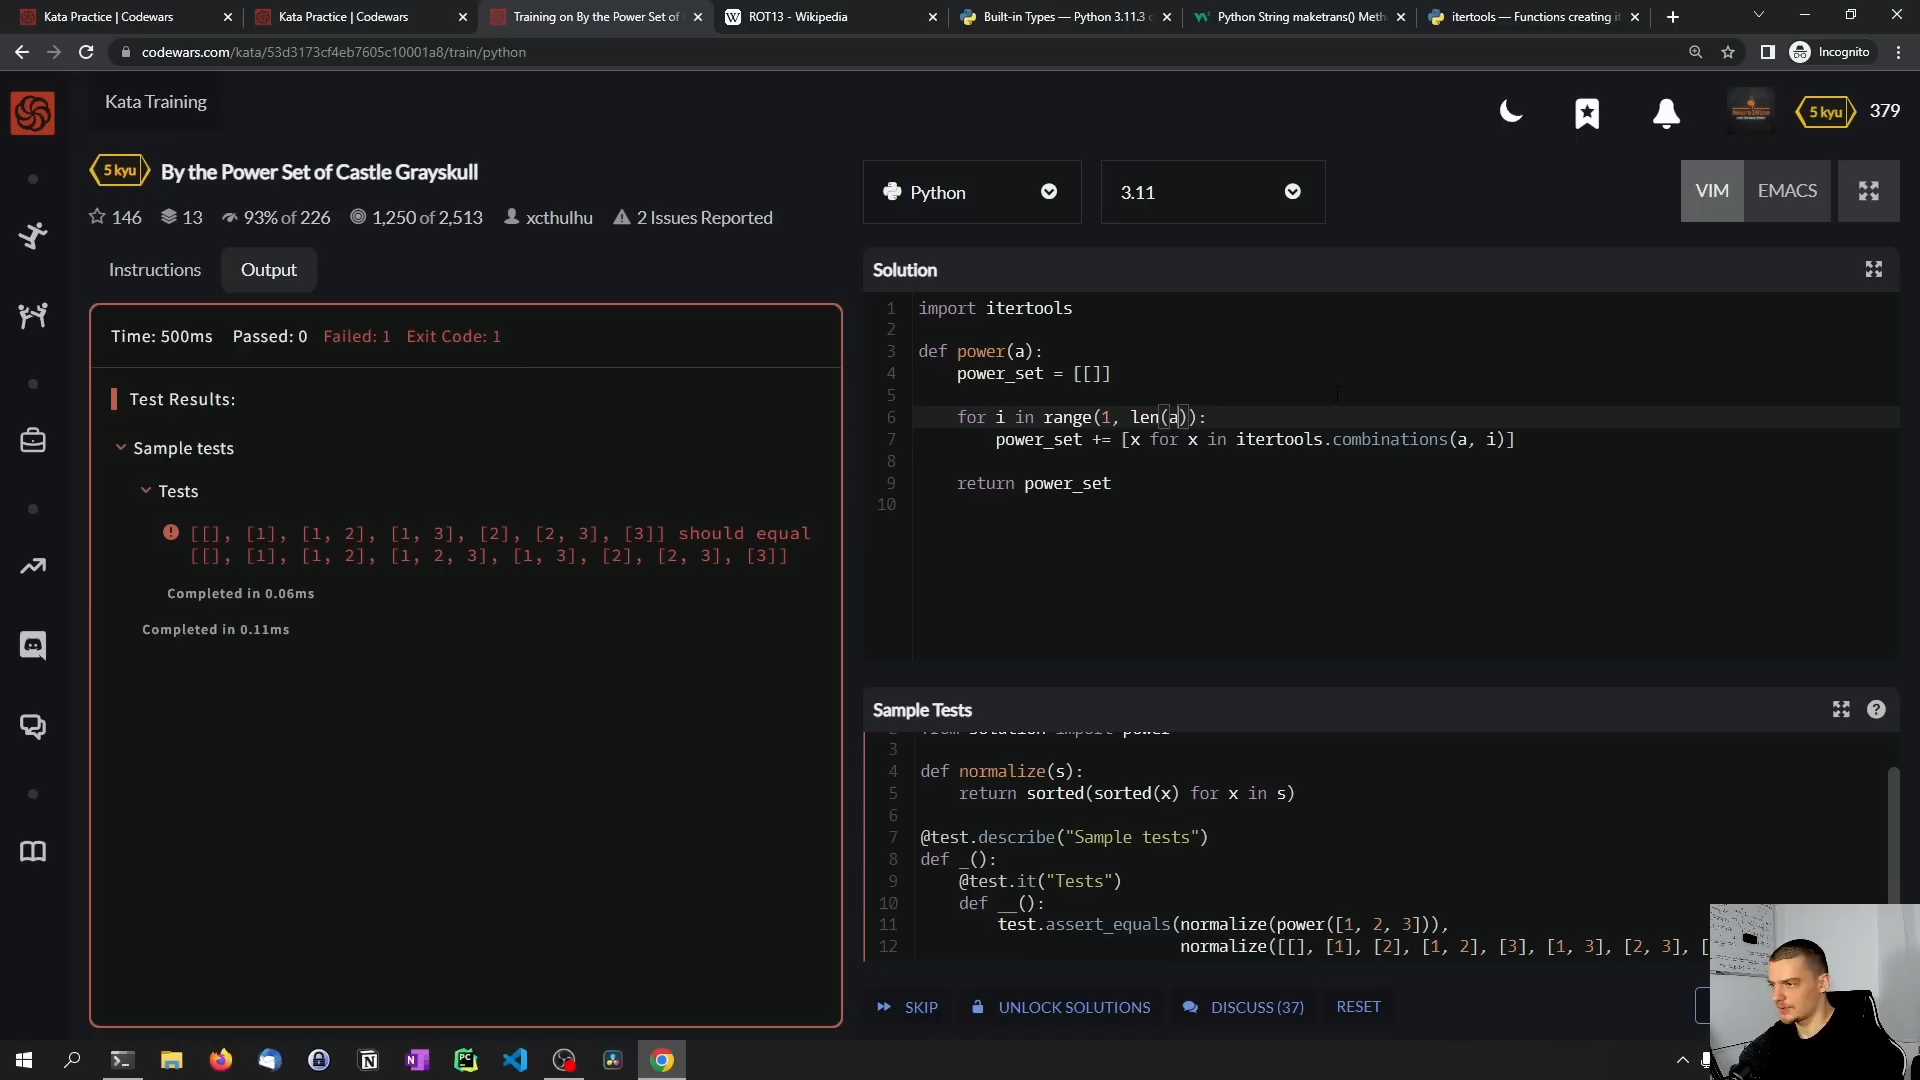 Kata Practice | Codewars
Kata Practice | Codewars
Training on By the Power Set of
ROT13 - Wikipedia
Built-in Types — Python 3.11.3
Python String maketrans() Meth
itertools — Functions creating it
codewars.com/kata/53d3173cf4eb7605c10001a8/train/python
Incognito
Kata Training
5 kyu
379
5 kyu
By the Power Set of Castle Grayskull
146
13
93% of 226
1,250 of 2,513
xcthulhu
2 Issues Reported
Python
3.11
VIM
EMACS
Instructions
Output
Time: 500ms
Passed: 0
Failed: 1
Exit Code: 1
Test Results:
Sample tests
Tests
[[], [1], [1, 2], [1, 3], [2], [2, 3], [3]] should equal
[[], [1], [1, 2], [1, 2, 3], [1, 3], [2], [2, 3], [3]]
Completed in 0.06ms
Completed in 0.11ms
Solution
1 import itertools
2
3 def power(a):
4 power_set = [[]]
5
6 for i in range(1, len(a)):
7 power_set += [x for x in itertools.combinations(a, i)]
8
9 return power_set
10
Sample Tests
2 from solution import power
3
4 def normalize(s):
5 return sorted(sorted(x) for x in s)
6
7 @test.describe("Sample tests")
8 def _():
9 @test.it("Tests")
10 def __():
11 test.assert_equals(normalize(power([1, 2, 3])),
12 normalize([[], [1], [2], [1, 2], [3], [1, 3], [2, 3], [
SKIP
UNLOCK SOLUTIONS
DISCUSS (37)
RESET